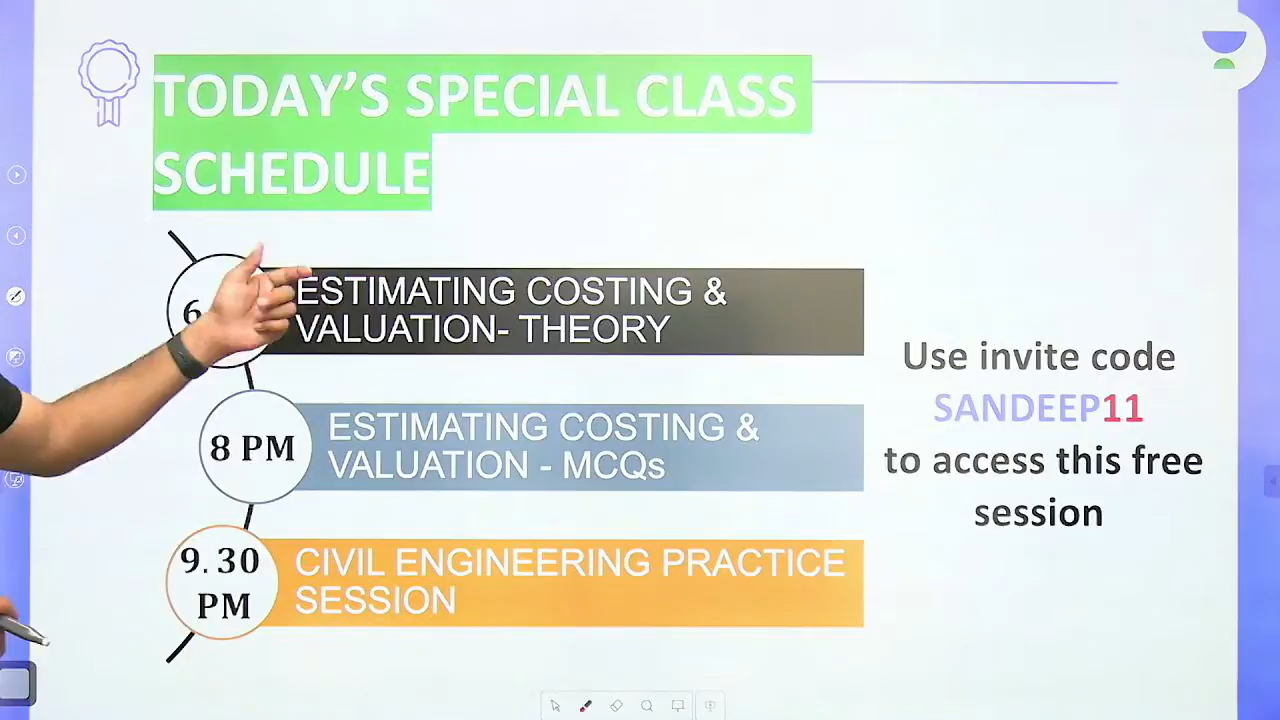 TODAY'S SPECIAL CLASS
SCHEDULE
6
ESTIMATING COSTING &
VALUATION- THEORY
8 PM
ESTIMATING COSTING &
VALUATION - MCQs
9.30
PM
CIVIL ENGINEERING PRACTICE
SESSION
Use invite code
SANDEEP11
to access this free
session